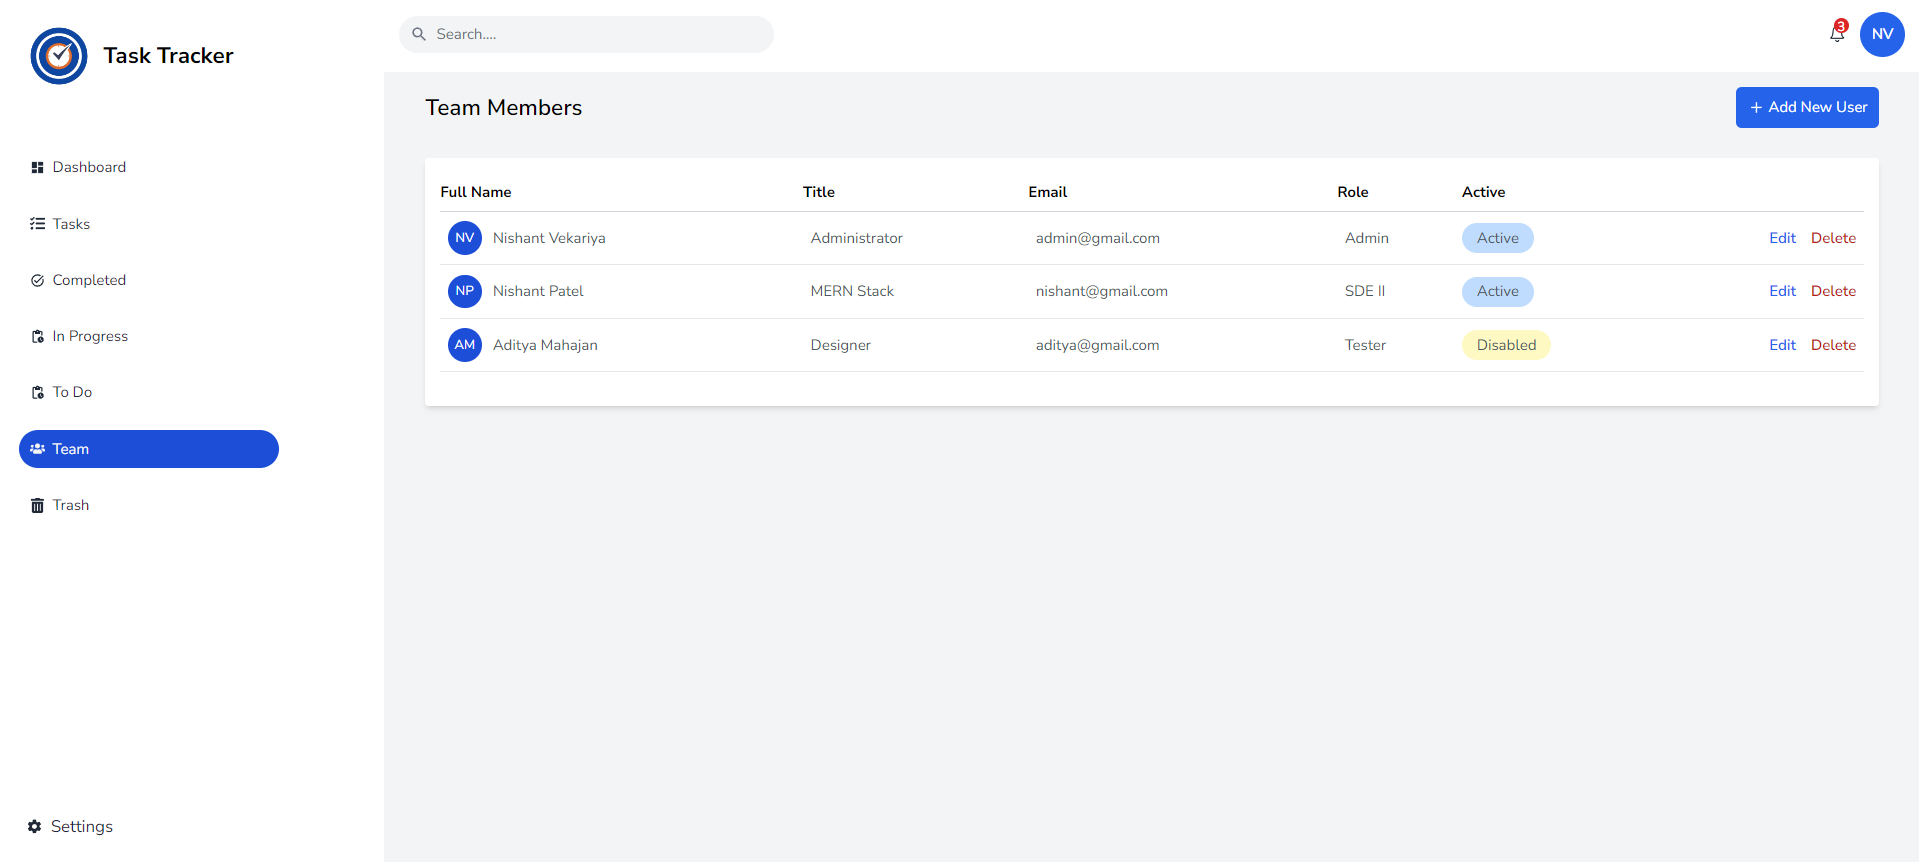 Task Tracker
Search....
3
NV
Dashboard
Tasks
Completed
In Progress
To Do
Team
Trash
Settings
Team Members
+ Add New User
Full Name Title Email Role Active
NV Nishant Vekariya Administrator admin@gmail.com Admin Active Edit Delete
NP Nishant Patel MERN Stack nishant@gmail.com SDE II Active Edit Delete
AM Aditya Mahajan Designer aditya@gmail.com Tester Disabled Edit Delete